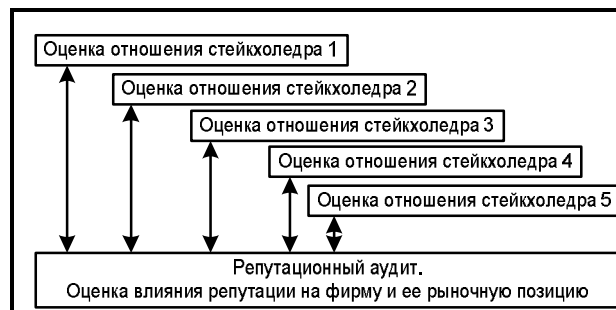 Оценка отношения стейкхоледра 1
Оценка отношения стейкхоледра 2
Оценка отношения стейкхоледра 3
Оценка отношения стейкхоледра 4
Оценка отношения стейкхоледра 5
Репутационный аудит.
Оценка влияния репутации на фирму и ее рыночную позицию